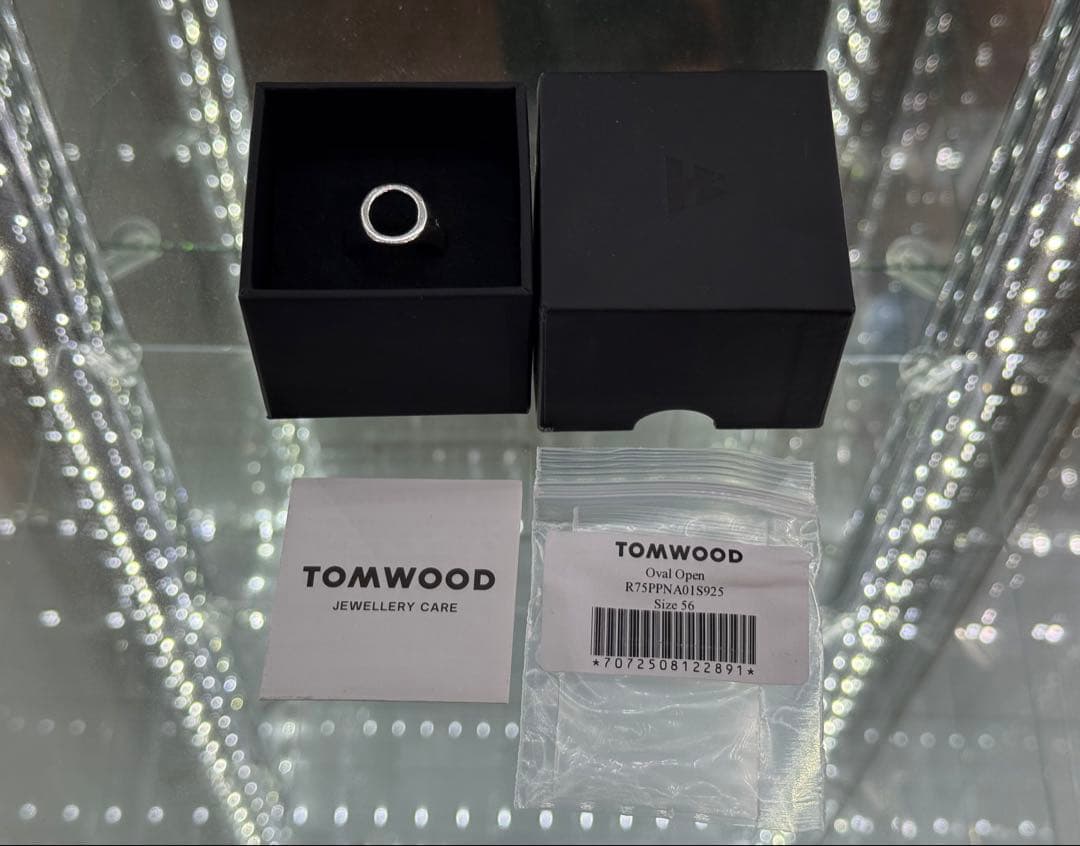 TOMWOOD
JEWELLERY CARE
TOMWOOD
Oval Open
R75PPNA01S925
Size 56
*7072508122891*